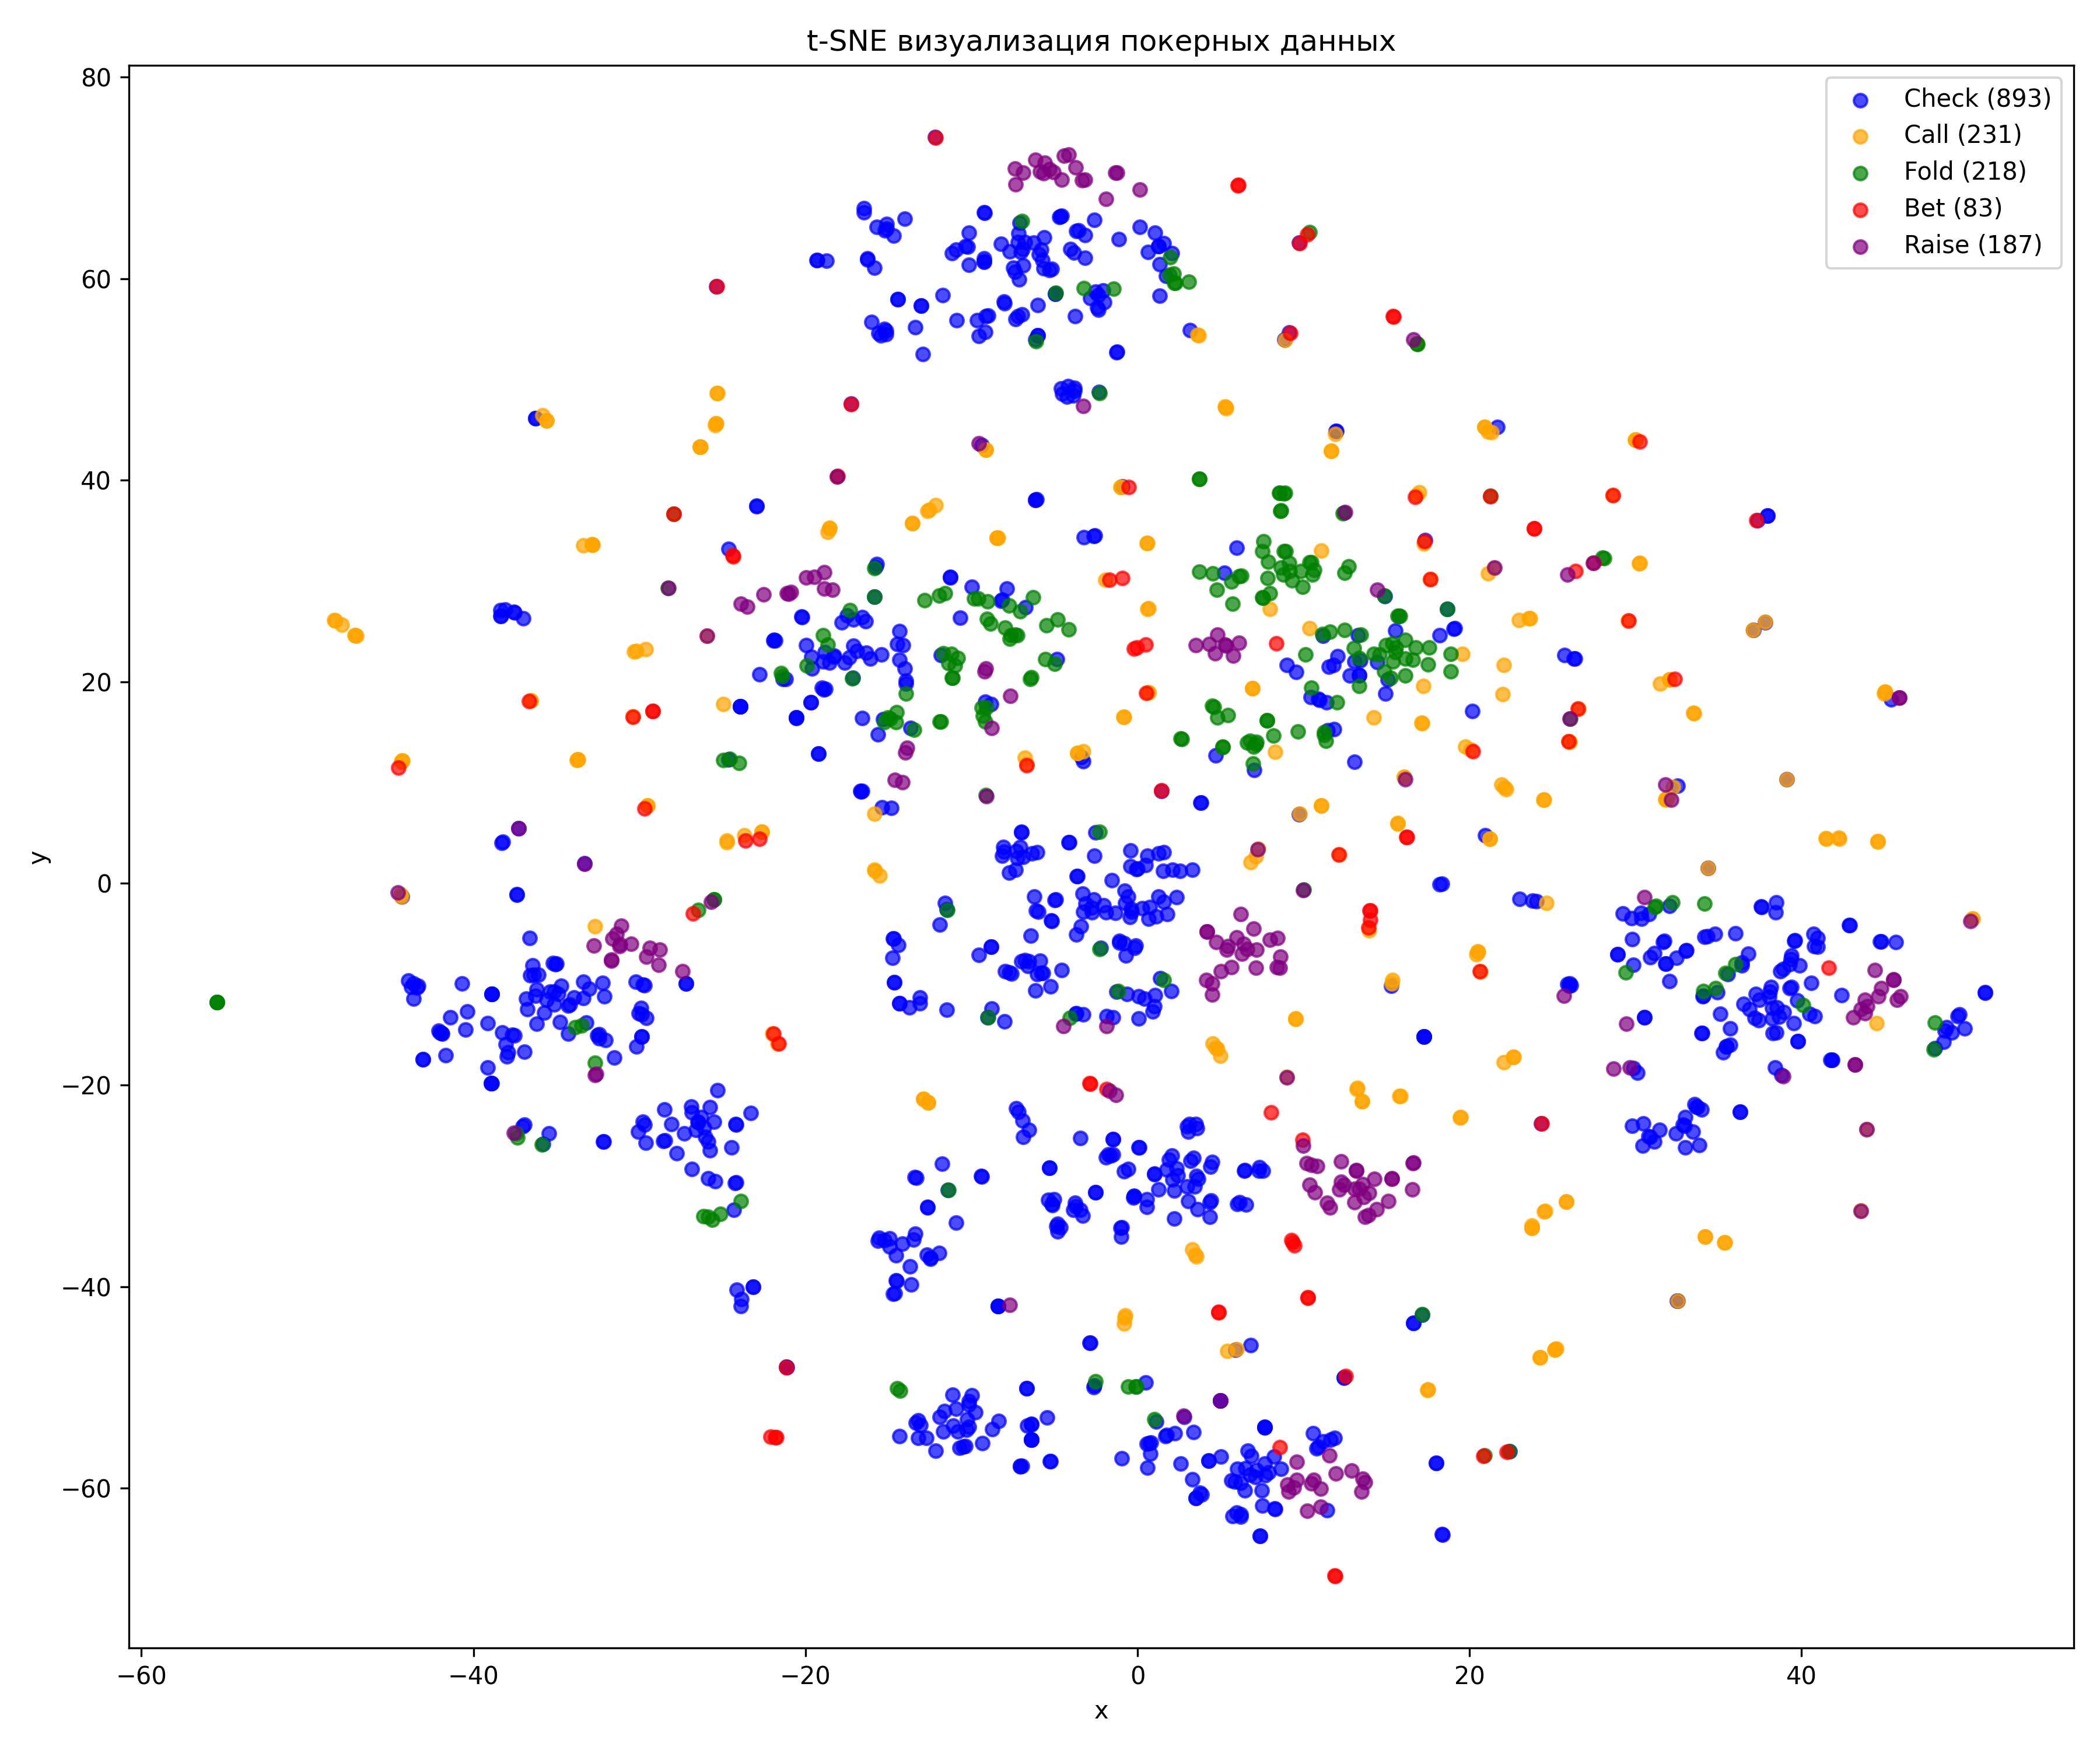 t-SNE визуализация покерных данных
80
60
40
20
0
−20
−40
−60
y
−60
−40
−20
0
20
40
x
Check (893)
Call (231)
Fold (218)
Bet (83)
Raise (187)